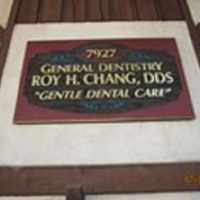 7927
GENERAL DENTISTRY
ROY H. CHANG, DDS
"GENTLE DENTAL CARE"